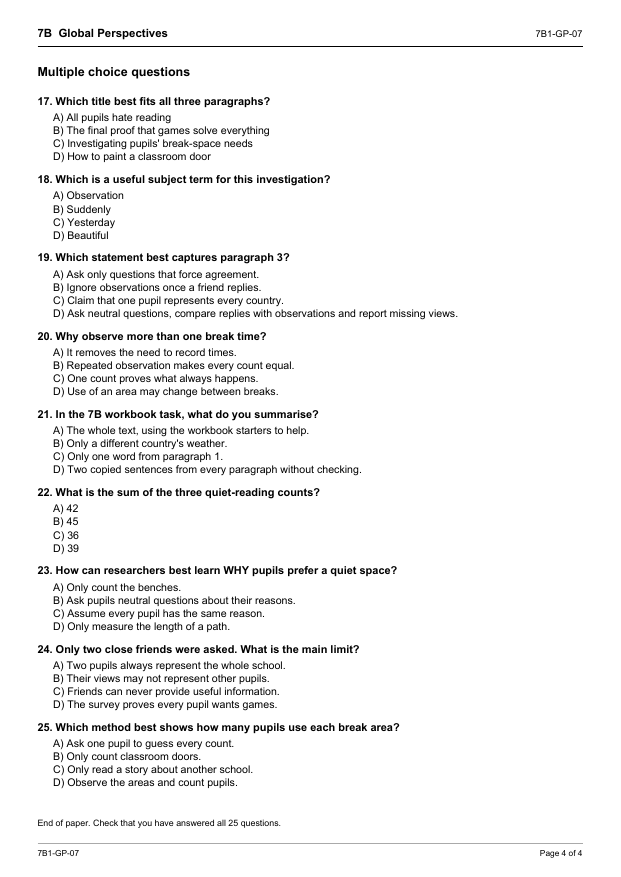 7B Global Perspectives
7B1-GP-07
Multiple choice questions
17. Which title best fits all three paragraphs?
A) All pupils hate reading
B) The final proof that games solve everything
C) Investigating pupils' break-space needs
D) How to paint a classroom door
18. Which is a useful subject term for this investigation?
A) Observation
B) Suddenly
C) Yesterday
D) Beautiful
19. Which statement best captures paragraph 3?
A) Ask only questions that force agreement.
B) Ignore observations once a friend replies.
C) Claim that one pupil represents every country.
D) Ask neutral questions, compare replies with observations and report missing views.
20. Why observe more than one break time?
A) It removes the need to record times.
B) Repeated observation makes every count equal.
C) One count proves what always happens.
D) Use of an area may change between breaks.
21. In the 7B workbook task, what do you summarise?
A) The whole text, using the workbook starters to help.
B) Only a different country's weather.
C) Only one word from paragraph 1.
D) Two copied sentences from every paragraph without checking.
22. What is the sum of the three quiet-reading counts?
A) 42
B) 45
C) 36
D) 39
23. How can researchers best learn WHY pupils prefer a quiet space?
A) Only count the benches.
B) Ask pupils neutral questions about their reasons.
C) Assume every pupil has the same reason.
D) Only measure the length of a path.
24. Only two close friends were asked. What is the main limit?
A) Two pupils always represent the whole school.
B) Their views may not represent other pupils.
C) Friends can never provide useful information.
D) The survey proves every pupil wants games.
25. Which method best shows how many pupils use each break area?
A) Ask one pupil to guess every count.
B) Only count classroom doors.
C) Only read a story about another school.
D) Observe the areas and count pupils.
End of paper. Check that you have answered all 25 questions.
7B1-GP-07
Page 4 of 4